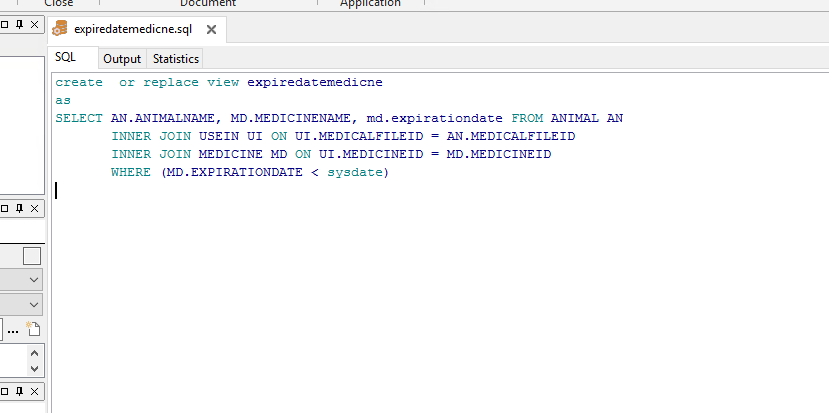 Close Document Application
expiredatemedicne.sql
SQL Output Statistics
create  or replace view expiredatemedicne
as
SELECT AN.ANIMALNAME, MD.MEDICINENAME, md.expirationdate FROM ANIMAL AN
INNER JOIN USEIN UI ON UI.MEDICALFILEID = AN.MEDICALFILEID
INNER JOIN MEDICINE MD ON UI.MEDICINEID = MD.MEDICINEID
WHERE (MD.EXPIRATIONDATE < sysdate)
...